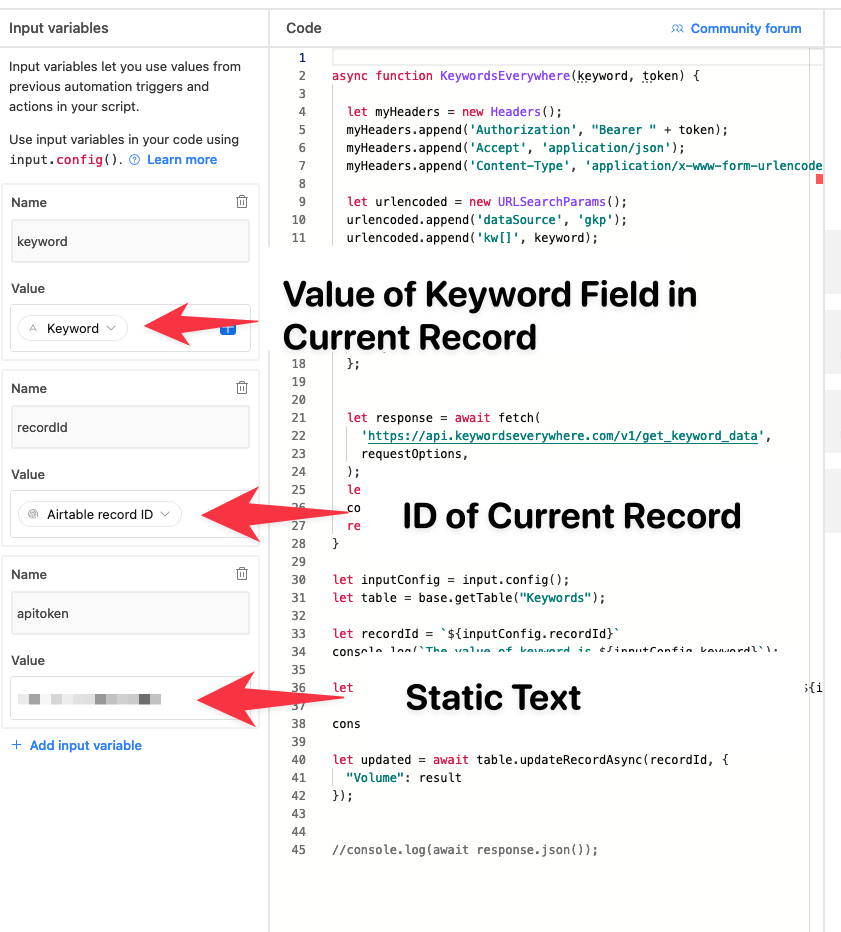 Input variables
Input variables let you use values from
previous automation triggers and
actions in your script.
Use input variables in your code using
input.config(). Learn more
Name
keyword
Value
Keyword
Name
recordId
Value
Airtable record ID
Name
apitoken
Value
+ Add input variable
Code
Community forum
1
2 async function KeywordsEverywhere(keyword, token) {
3
4 let myHeaders = new Headers();
5 myHeaders.append('Authorization', "Bearer " + token);
6 myHeaders.append('Accept', 'application/json');
7 myHeaders.append('Content-Type', 'application/x-www-form-urlencode
8
9 let urlencoded = new URLSearchParams();
10 urlencoded.append('dataSource', 'gkp');
11 urlencoded.append('kw[]', keyword);
Value of Keyword Field in
Current Record
18 };
19
20
21 let response = await fetch(
22 'https://api.keywordseverywhere.com/v1/get_keyword_data',
23 requestOptions,
24 );
25 le
26 co
ID of Current Record
27 re
28 }
29
30 let inputConfig = input.config();
31 let table = base.getTable("Keywords");
32
33 let recordId = `${inputConfig.recordId}`
34 console.log(`The value of keyword is ${inputConfig.keyword}`);
35
36 let ${i
Static Text
37
38 cons
39
40 let updated = await table.updateRecordAsync(recordId, {
41 "Volume": result
42 });
43
44
45 //console.log(await response.json());